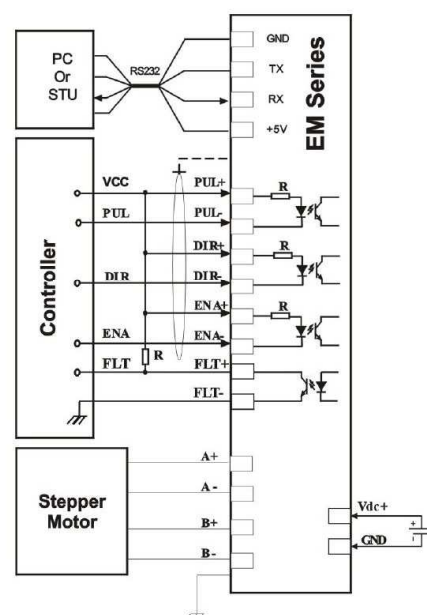 PC
Or
STU
RS232
GND
TX
RX
+5V
EM Series
Controller
VCC
PUL+
R
PUL
PUL-
DIR+
R
DIR
DIR-
ENA+
R
ENA
ENA-
R
FLT
FLT+
FLT-
Stepper
Motor
A+
A-
B+
B-
Vdc+
GND
+
-